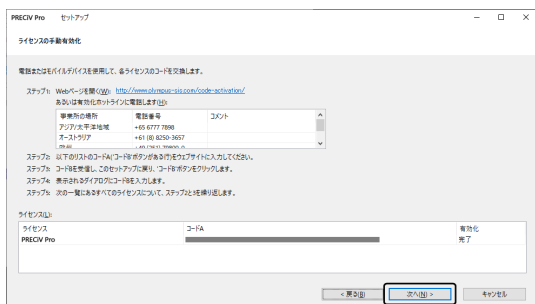 PRECiV Pro セットアップ
ライセンスの手動有効化
電話またはモバイルデバイスを使用して、各ライセンスのコードを交換します。
ステップ1: Webページを開く(W): http://www.olympus-sis.com/code-activation/
あるいは有効化ホットラインに電話します(H):
事業所の場所 電話番号 コメント
アジア/太平洋地域 +65 6777 7898
オーストラリア +61 (8) 8250-3657
ステップ2: 以下のリストのコードA('コードB'ボタンがある行)をウェブサイトに入力してください。
ステップ3: コードBを受信し、このセットアップに戻り、'コードB'ボタンをクリックします。
ステップ4: 表示されるダイアログにコードBを入力します。
ステップ5: 次の一覧にあるすべてのライセンスについて、ステップ2と3を繰り返します。
ライセンス(L):
ライセンス コードA 有効化
PRECiV Pro 完了
< 戻る(B) 次へ(N) > キャンセル